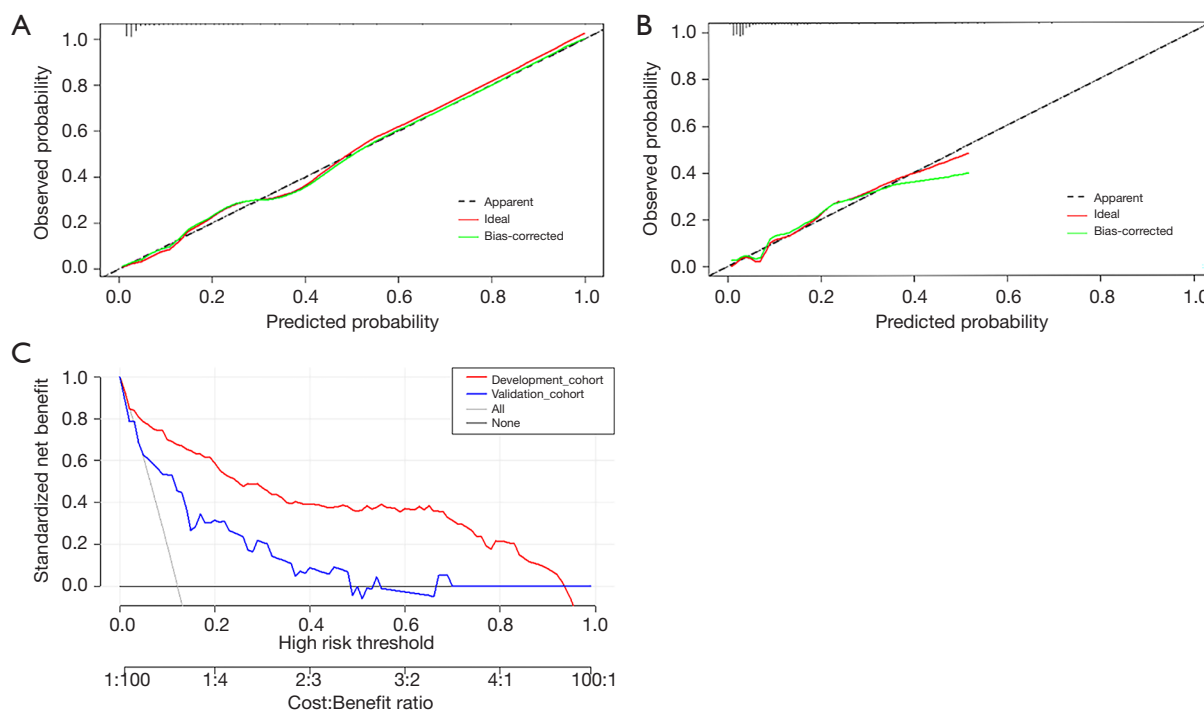 A
Observed probability
1.0
0.8
0.6
0.4
0.2
0.0
Apparent
Ideal
Bias-corrected
0.0 0.2 0.4 0.6 0.8 1.0
Predicted probability
B
Observed probability
1.0
0.8
0.6
0.4
0.2
0.0
Apparent
Ideal
Bias-corrected
0.0 0.2 0.4 0.6 0.8 1.0
Predicted probability
C
Standardized net benefit
1.0
0.8
0.6
0.4
0.2
0.0
Development_cohort
Validation_cohort
All
None
0.0 0.2 0.4 0.6 0.8 1.0
High risk threshold
1:100 1:4 2:3 3:2 4:1 100:1
Cost:Benefit ratio